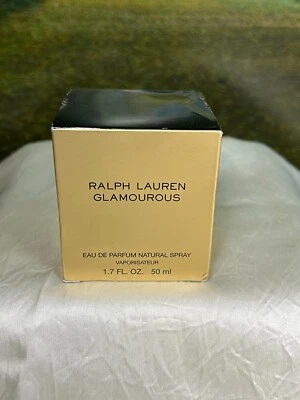 RALPH LAUREN
GLAMOUROUS
EAU DE PARFUM NATURAL SPRAY
VAPORISATEUR
1.7 FL. OZ. 50 ml